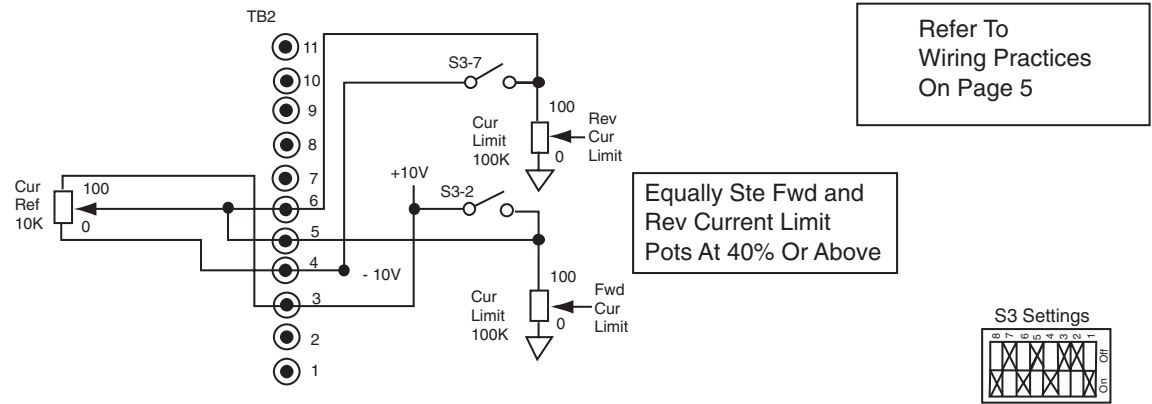 TB2
11
10
9
8
7
6
5
4
3
2
1
Cur
Ref
10K
100
0
S3-7
Cur
Limit
100K
100
0
Rev
Cur
Limit
+10V
S3-2
- 10V
Cur
Limit
100K
100
0
Fwd
Cur
Limit
Refer To
Wiring Practices
On Page 5
Equally Ste Fwd and
Rev Current Limit
Pots At 40% Or Above
S3 Settings
8 7 6 5 4 3 2 1
Off
On